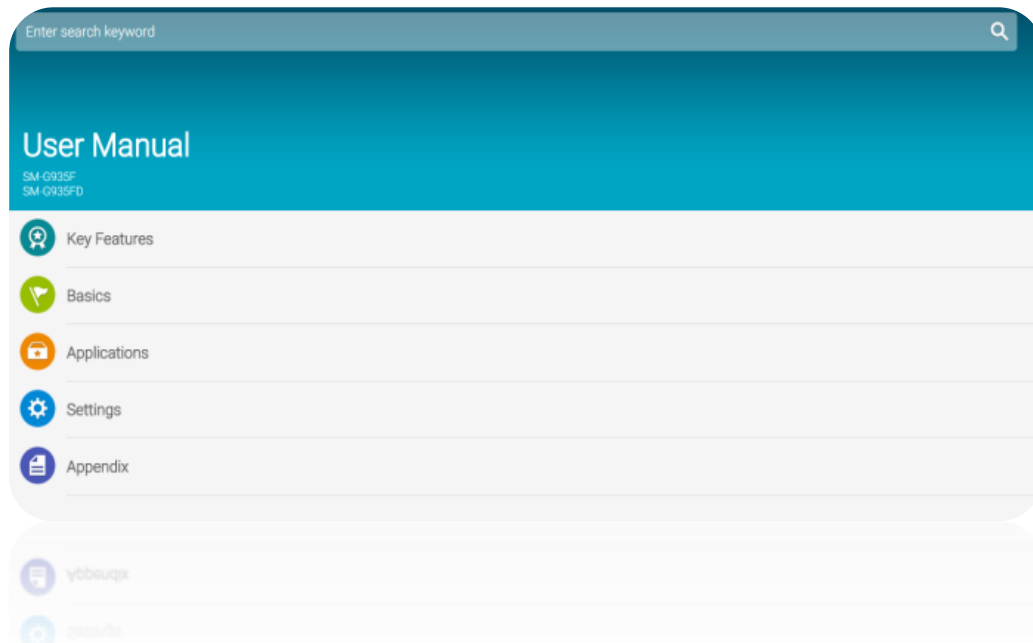 Enter search keyword
User Manual
SM-G935F
SM-G935FD
Key Features
Basics
Applications
Settings
Appendix